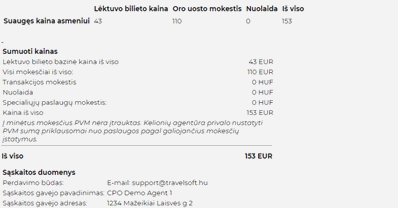 Lėktuvo bilieto kaina Oro uosto mokestis Nuolaida Iš viso
Suaugęs kaina asmeniui 43 110 0 153
-
Sumuoti kainas
Lėktuvo bilieto bazinė kaina iš viso 43 EUR
Visi mokesčiai iš viso: 110 EUR
Transakcijos mokestis 0 HUF
Nuolaida 0 HUF
Specialiųjų paslaugų mokestis: 0 HUF
Kaina iš viso 153 EUR
Į minėtus mokesčius PVM nėra įtrauktas. Kelionių agentūra privalo nustatyti
PVM sumą priklausomai nuo paslaugos pagal galiojančius mokesčių
įstatymus.
Iš viso 153 EUR
Sąskaitos duomenys
Perdavimo būdas: E-mail: support@travelsoft.hu
Sąskaitos gavėjo pavadinimas: CPO Demo Agent 1
Sąskaitos gavėjo adresas: 1234 Mažeikiai Laisvės g 2